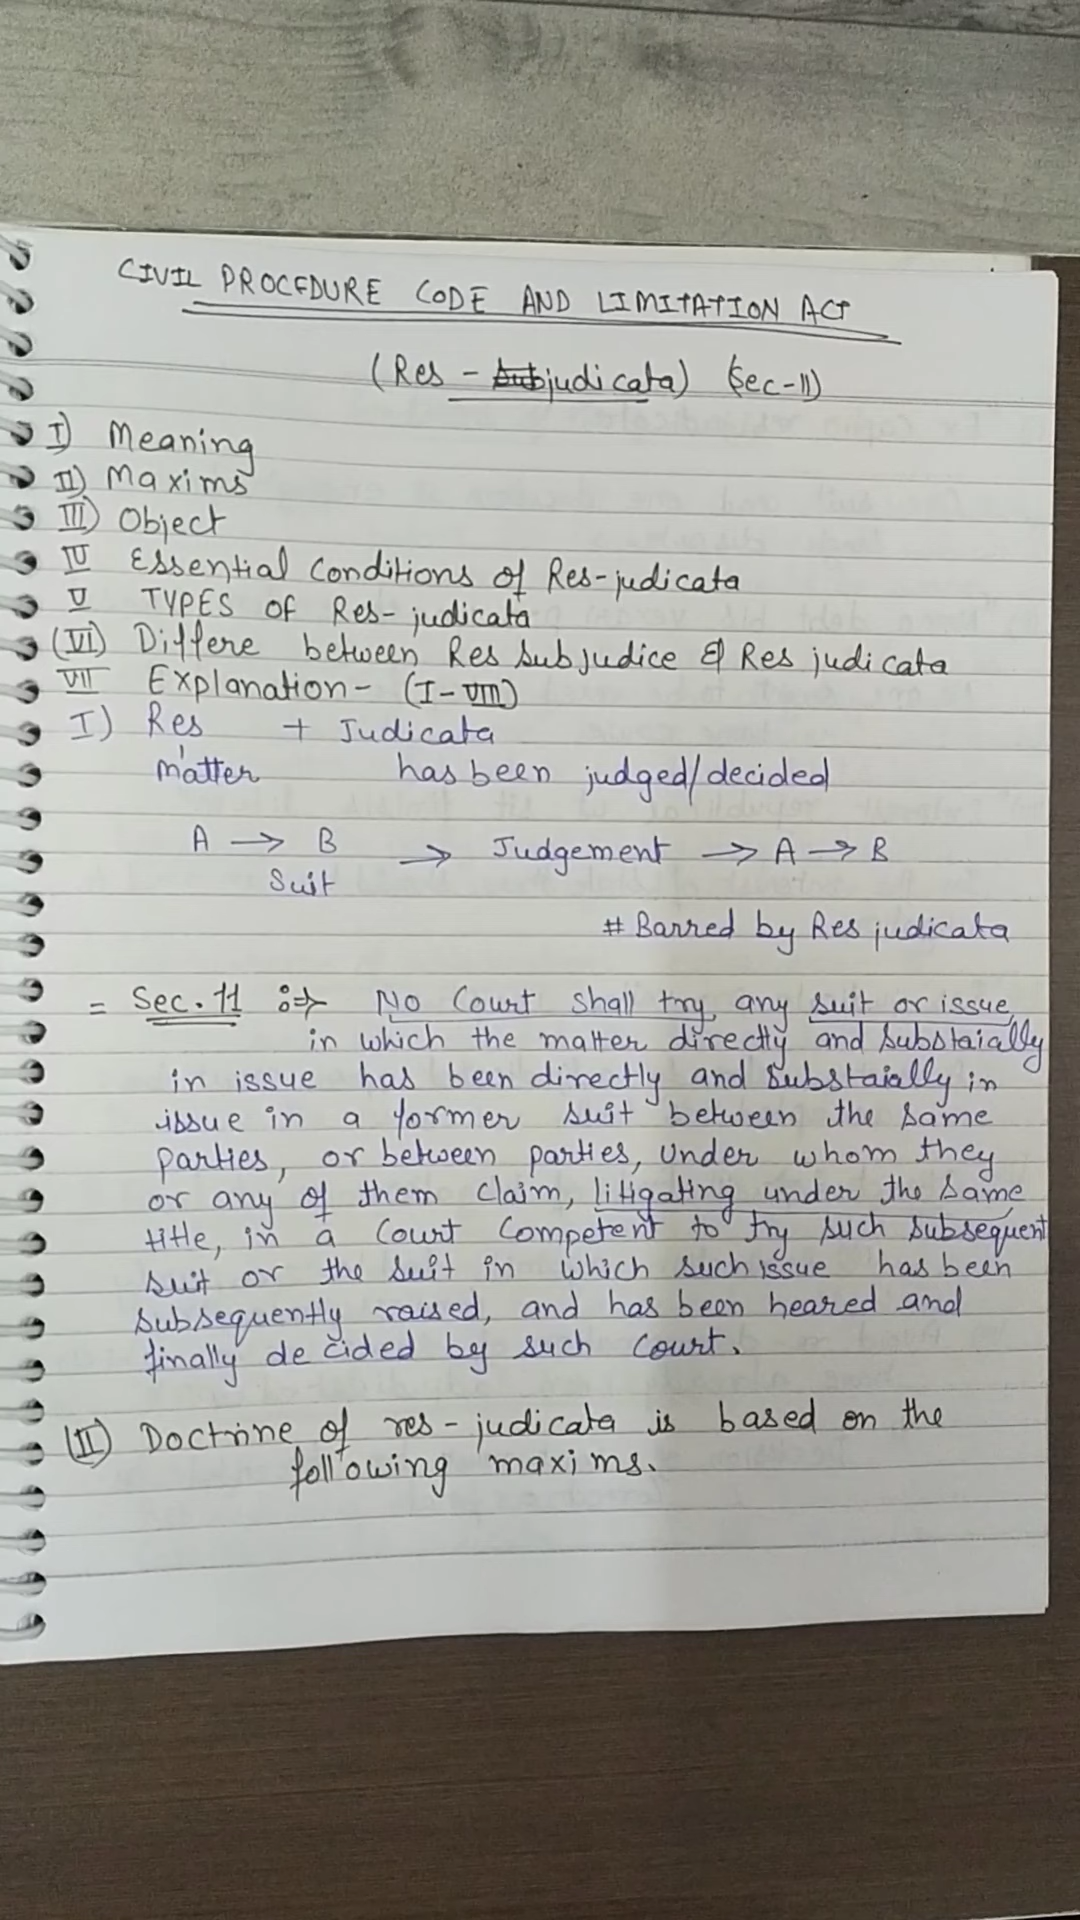 CIVIL PROCEDURE CODE AND LIMITATION ACT
(Res - judicata) (Sec-11)
I) Meaning
II) Maxims
III) Object
IV Essential Conditions of Res-judicata
V TYPES OF Res-judicata
(VI) Differe between Res Subjudice & Res judicata
VII Explanation- (I-VIII)
I) Res + Judicata
matter has been judged/decided
A → B → Judgement → A → B
Suit
# Barred by Res judicata
= Sec. 11 :⇒ No Court shall try any suit or issue,
in which the matter directly and substaially
in issue has been directly and substaially in
issue in a former suit between the same
parties, or between parties, under whom they
or any of them claim, litigating under the same
title, in a Court Competent to try such subsequent
suit or the suit in which such issue has been
subsequently raised, and has been heared and
finally decided by such Court.
(II) Doctrine of res-judicata is based on the
following maxims.